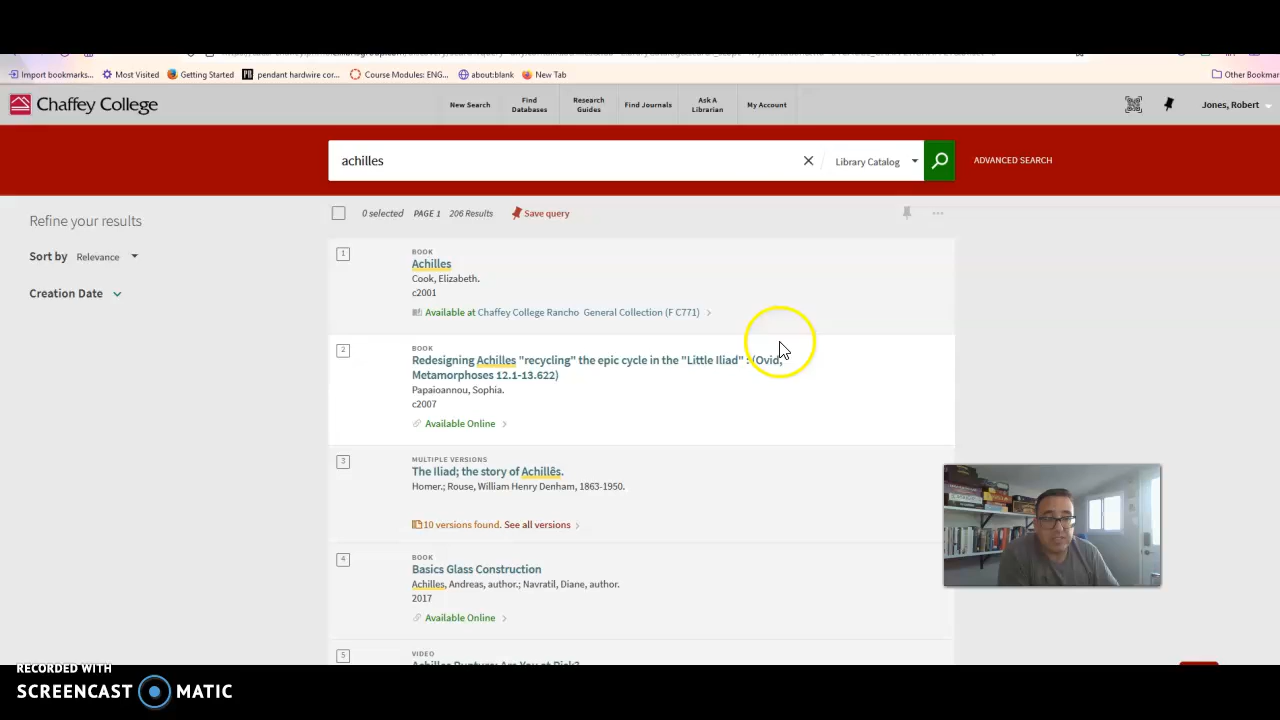 Import bookmarks... Most Visited Getting Started pendant hardwire cor... Course Modules: ENG... about:blank New Tab Other Bookmar
Chaffey College New Search Find Databases Research Guides Find Journals Ask A Librarian My Account Jones, Robert
achilles Library Catalog ADVANCED SEARCH
Refine your results
0 selected PAGE 1 206 Results Save query
Sort by Relevance
Creation Date
1 BOOK
Achilles
Cook, Elizabeth.
c2001
Available at Chaffey College Rancho General Collection (F C771)
2 BOOK
Redesigning Achilles "recycling" the epic cycle in the "Little Iliad" : (Ovid,
Metamorphoses 12.1-13.622)
Papaioannou, Sophia.
c2007
Available Online
3 MULTIPLE VERSIONS
The Iliad; the story of Achillês.
Homer.; Rouse, William Henry Denham, 1863-1950.
10 versions found. See all versions
4 BOOK
Basics Glass Construction
Achilles, Andreas, author.; Navratil, Diane, author.
2017
Available Online
5 VIDEO
Achilles Rupture: Are You at Risk?
RECORDED WITH
SCREENCAST MATIC